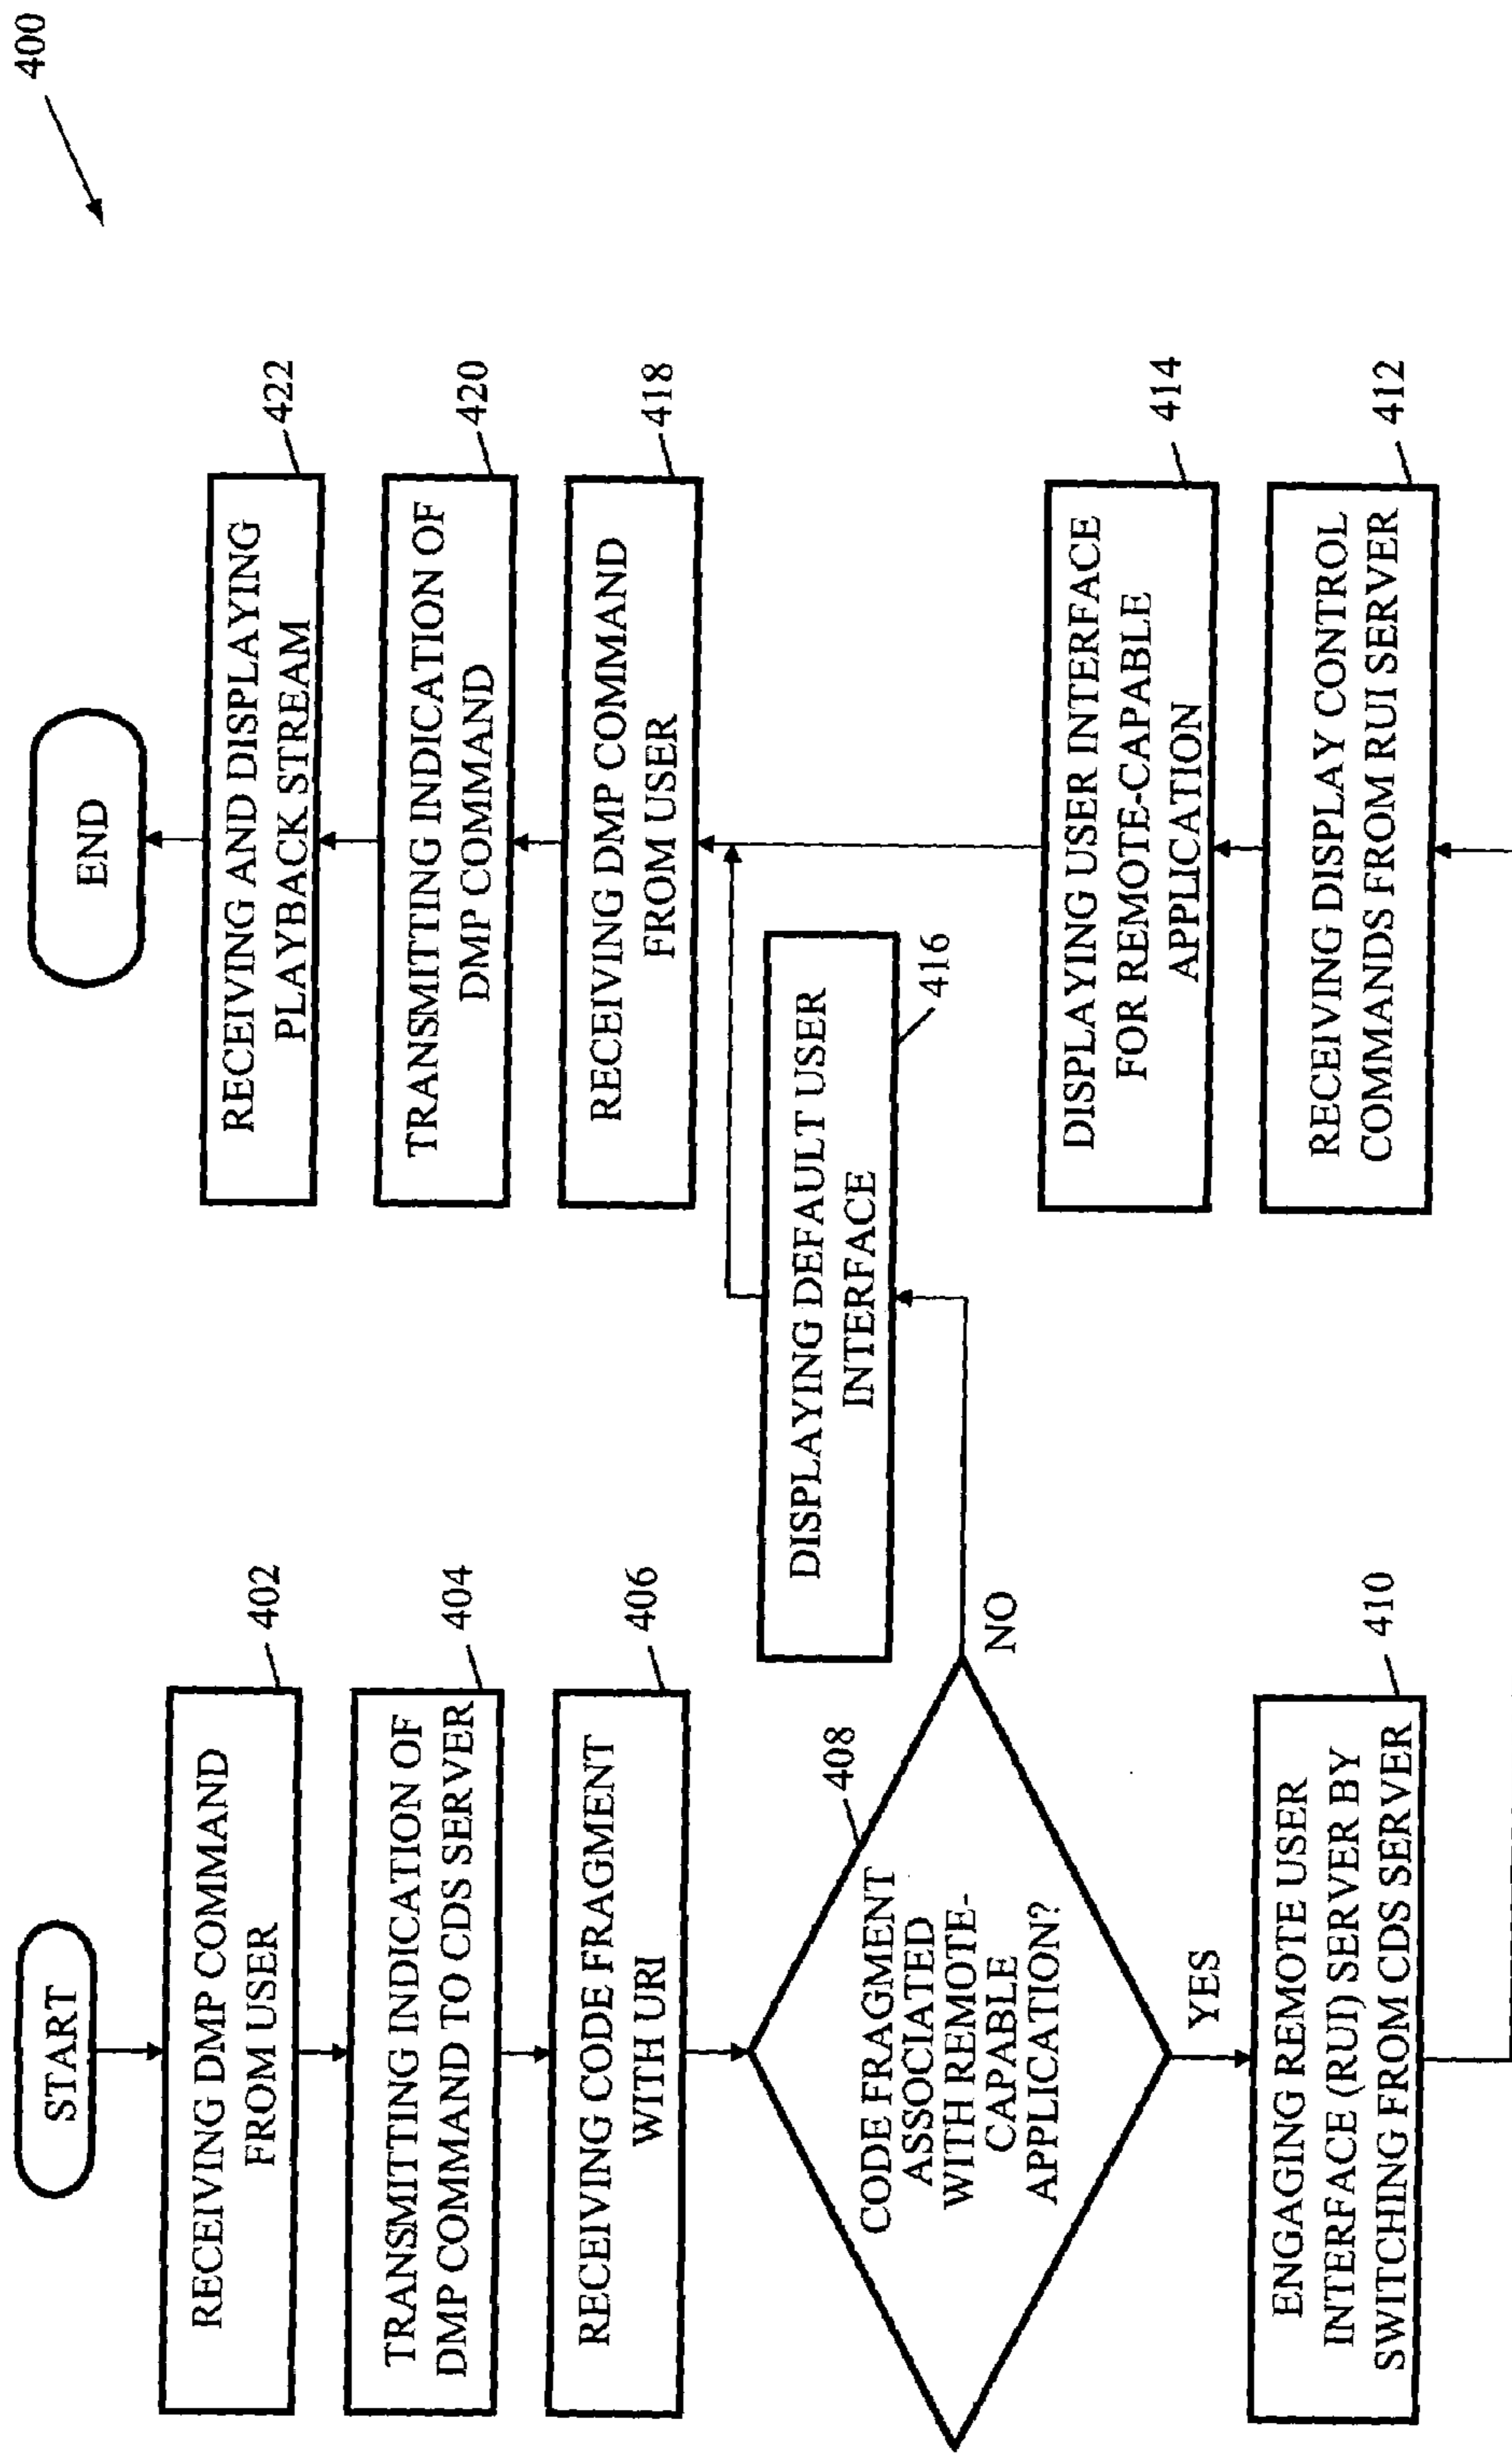 400
START
RECEIVING DMP COMMAND
FROM USER
402
TRANSMITTING INDICATION OF
DMP COMMAND TO CDS SERVER
404
RECEIVING CODE FRAGMENT
WITH URI
406
CODE FRAGMENT
ASSOCIATED
WITH REMOTE-
CAPABLE
APPLICATION?
408
NO
YES
ENGAGING REMOTE USER
INTERFACE (RUI) SERVER BY
SWITCHING FROM CDS SERVER
410
DISPLAYING DEFAULT USER
INTERFACE
416
END
RECEIVING AND DISPLAYING
PLAYBACK STREAM
422
TRANSMITTING INDICATION OF
DMP COMMAND
420
RECEIVING DMP COMMAND
FROM USER
418
DISPLAYING USER INTERFACE
FOR REMOTE-CAPABLE
APPLICATION
414
RECEIVING DISPLAY CONTROL
COMMANDS FROM RUI SERVER
412